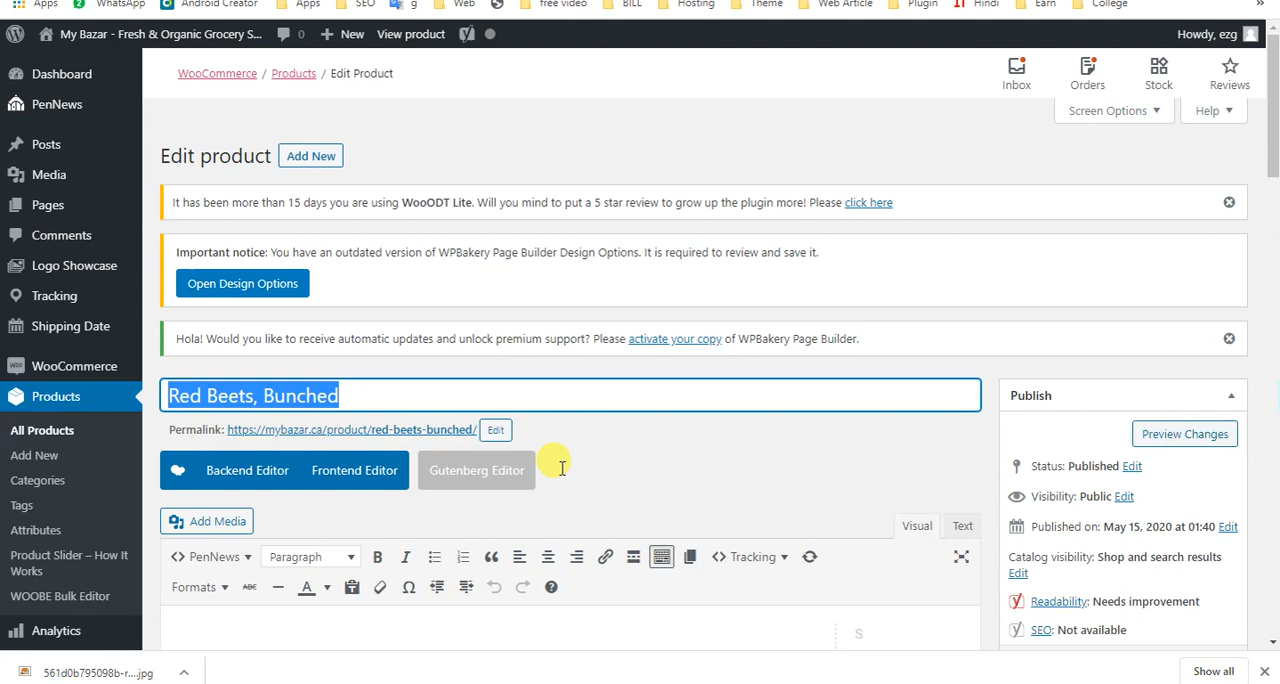 Apps WhatsApp Android Creator Apps SEO g Web free video BILL Hosting Theme Web Article Plugin Hindi Earn College »
My Bazar - Fresh & Organic Grocery S... 0 + New View product Howdy, ezg
Dashboard
PenNews
Posts
Media
Pages
Comments
Logo Showcase
Tracking
Shipping Date
WooCommerce
Products
All Products
Add New
Categories
Tags
Attributes
Product Slider – How It
Works
WOOBE Bulk Editor
Analytics
WooCommerce / Products / Edit Product
Inbox Orders Stock Reviews
Screen Options ▼ Help ▼
Edit product Add New
It has been more than 15 days you are using WooODT Lite. Will you mind to put a 5 star review to grow up the plugin more! Please click here
Important notice: You have an outdated version of WPBakery Page Builder Design Options. It is required to review and save it.
Open Design Options
Hola! Would you like to receive automatic updates and unlock premium support? Please activate your copy of WPBakery Page Builder.
Red Beets, Bunched
Permalink: https://mybazar.ca/product/red-beets-bunched/ Edit
Backend Editor Frontend Editor Gutenberg Editor
Add Media Visual Text
PenNews ▼ Paragraph ▼ B I Tracking ▼
Formats ▼ ABC A ▼ Ω
S
Publish
Preview Changes
Status: Published Edit
Visibility: Public Edit
Published on: May 15, 2020 at 01:40 Edit
Catalog visibility: Shop and search results
Edit
Readability: Needs improvement
SEO: Not available
561d0b795098b-r....jpg Show all